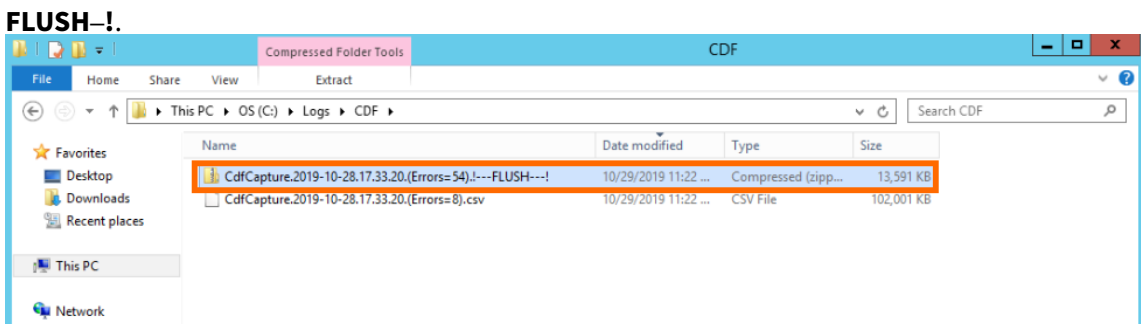 FLUSH–!.
Compressed Folder Tools
CDF
File Home Share View Extract
This PC OS (C:) Logs CDF
Search CDF
Name Date modified Type Size
Favorites
Desktop
Downloads
Recent places
This PC
Network
CdfCapture.2019-10-28.17.33.20.(Errors=54).!---FLUSH---! 10/29/2019 11:22 ... Compressed (zipp... 13,591 KB
CdfCapture.2019-10-28.17.33.20.(Errors=8).csv 10/29/2019 11:22 ... CSV File 102,001 KB